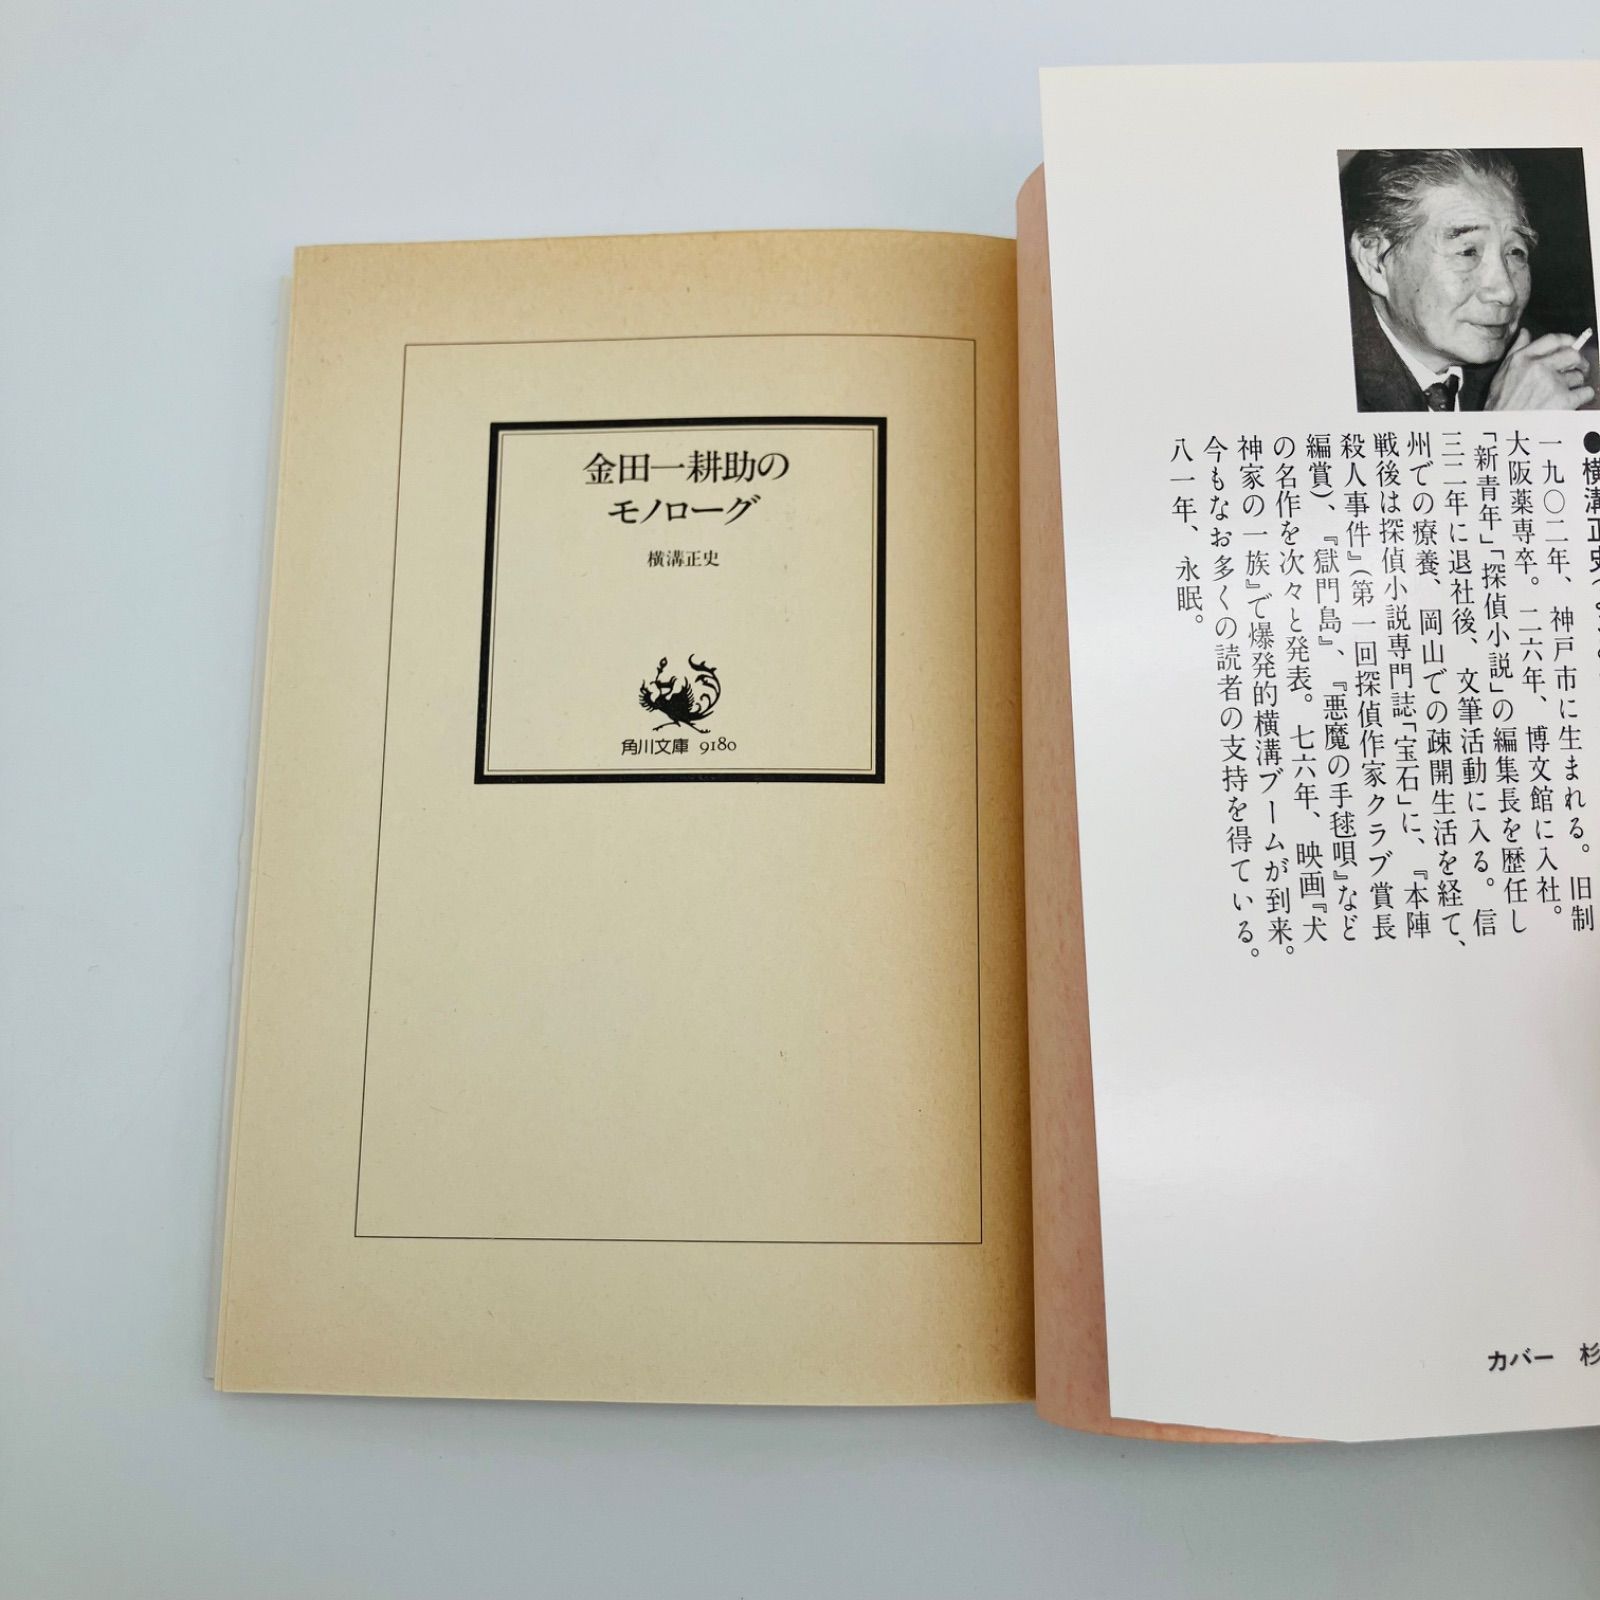 金田一耕助の
モノローグ
横溝正史
角川文庫 9180
●横溝正史
一九〇二年、神戸市に生まれる。旧制
大阪薬専卒。二六年、博文館に入社。
「新青年」「探偵小説」の編集長を歴任し
三二年に退社後、文筆活動に入る。信
州での療養、岡山での疎開生活を経て、
戦後は探偵小説専門誌「宝石」に、『本陣
殺人事件』(第一回探偵作家クラブ賞長
編賞)、『獄門島』、『悪魔の手毬唄』など
の名作を次々と発表。七六年、映画『犬
神家の一族』で爆発的横溝ブームが到来。
今もなお多くの読者の支持を得ている。
八一年、永眠。
カバー 杉